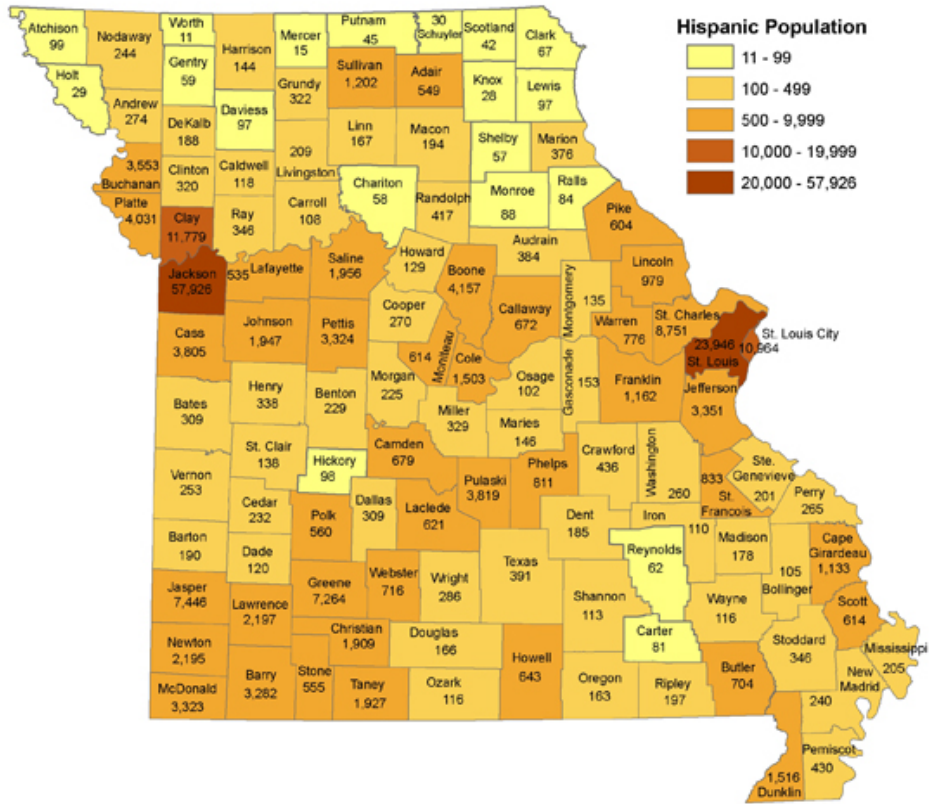 Hispanic Population
11 - 99
100 - 499
500 - 9,999
10,000 - 19,999
20,000 - 57,926
Atchison
99
Nodaway
244
Worth
11
Harrison
144
Mercer
15
Putnam
45
30
Schuyler
Scotland
42
Clark
67
Holt
29
Gentry
59
Sullivan
1,202
Adair
549
Knox
28
Lewis
97
Andrew
274
DeKalb
188
Daviess
97
Grundy
322
Linn
167
Macon
194
Shelby
57
Marion
376
3,553
Buchanan
Clinton
320
Caldwell
118
209
Livingston
Chariton
58
Randolph
417
Monroe
88
Ralls
84
Platte
4,031
Clay
11,779
Ray
346
Carroll
108
Pike
604
Jackson
57,926
535
Lafayette
Saline
1,956
Howard
129
Boone
4,157
Audrain
384
Callaway
672
Montgomery
135
Lincoln
979
Warren
776
St. Charles
8,751
23,946
St. Louis
St. Louis City
10,964
Cass
3,805
Johnson
1,947
Pettis
3,324
Cooper
270
614
Moniteau
Cole
1,503
Osage
102
Gasconade
153
Franklin
1,162
Jefferson
3,351
Bates
309
Henry
338
Benton
229
Morgan
225
Miller
329
Maries
146
Vernon
253
St. Clair
138
Hickory
98
Camden
679
Pulaski
3,819
Phelps
811
Crawford
436
Washington
260
833
St.
Francois
Ste.
Genevieve
201
Perry
265
Cedar
232
Polk
560
Dallas
309
Laclede
621
Dent
185
Iron
110
Madison
178
Cape
Girardeau
1,133
Barton
190
Dade
120
Texas
391
Reynolds
62
105
Bollinger
Jasper
7,446
Lawrence
2,197
Greene
7,264
Webster
716
Wright
286
Shannon
113
Wayne
116
Scott
614
Newton
2,195
Christian
1,909
Douglas
166
Howell
643
Carter
81
Stoddard
346
Mississippi
205
McDonald
3,323
Barry
3,282
Stone
555
Taney
1,927
Ozark
116
Oregon
163
Ripley
197
Butler
704
New
Madrid
240
1,516
Dunklin
Pemiscot
430